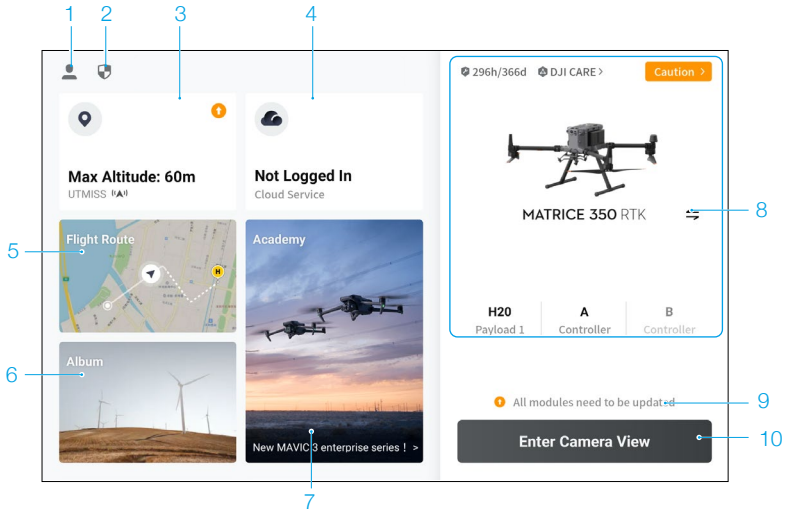 1
2
3
4
296h/366d
DJI CARE >
Caution >
Max Altitude: 60m
UTMISS
Not Logged In
Cloud Service
MATRICE 350 RTK
8
5
Flight Route
H
Academy
H20
Payload 1
A
Controller
B
Controller
6
Album
All modules need to be updated
9
New MAVIC 3 enterprise series！ >
Enter Camera View
10
7